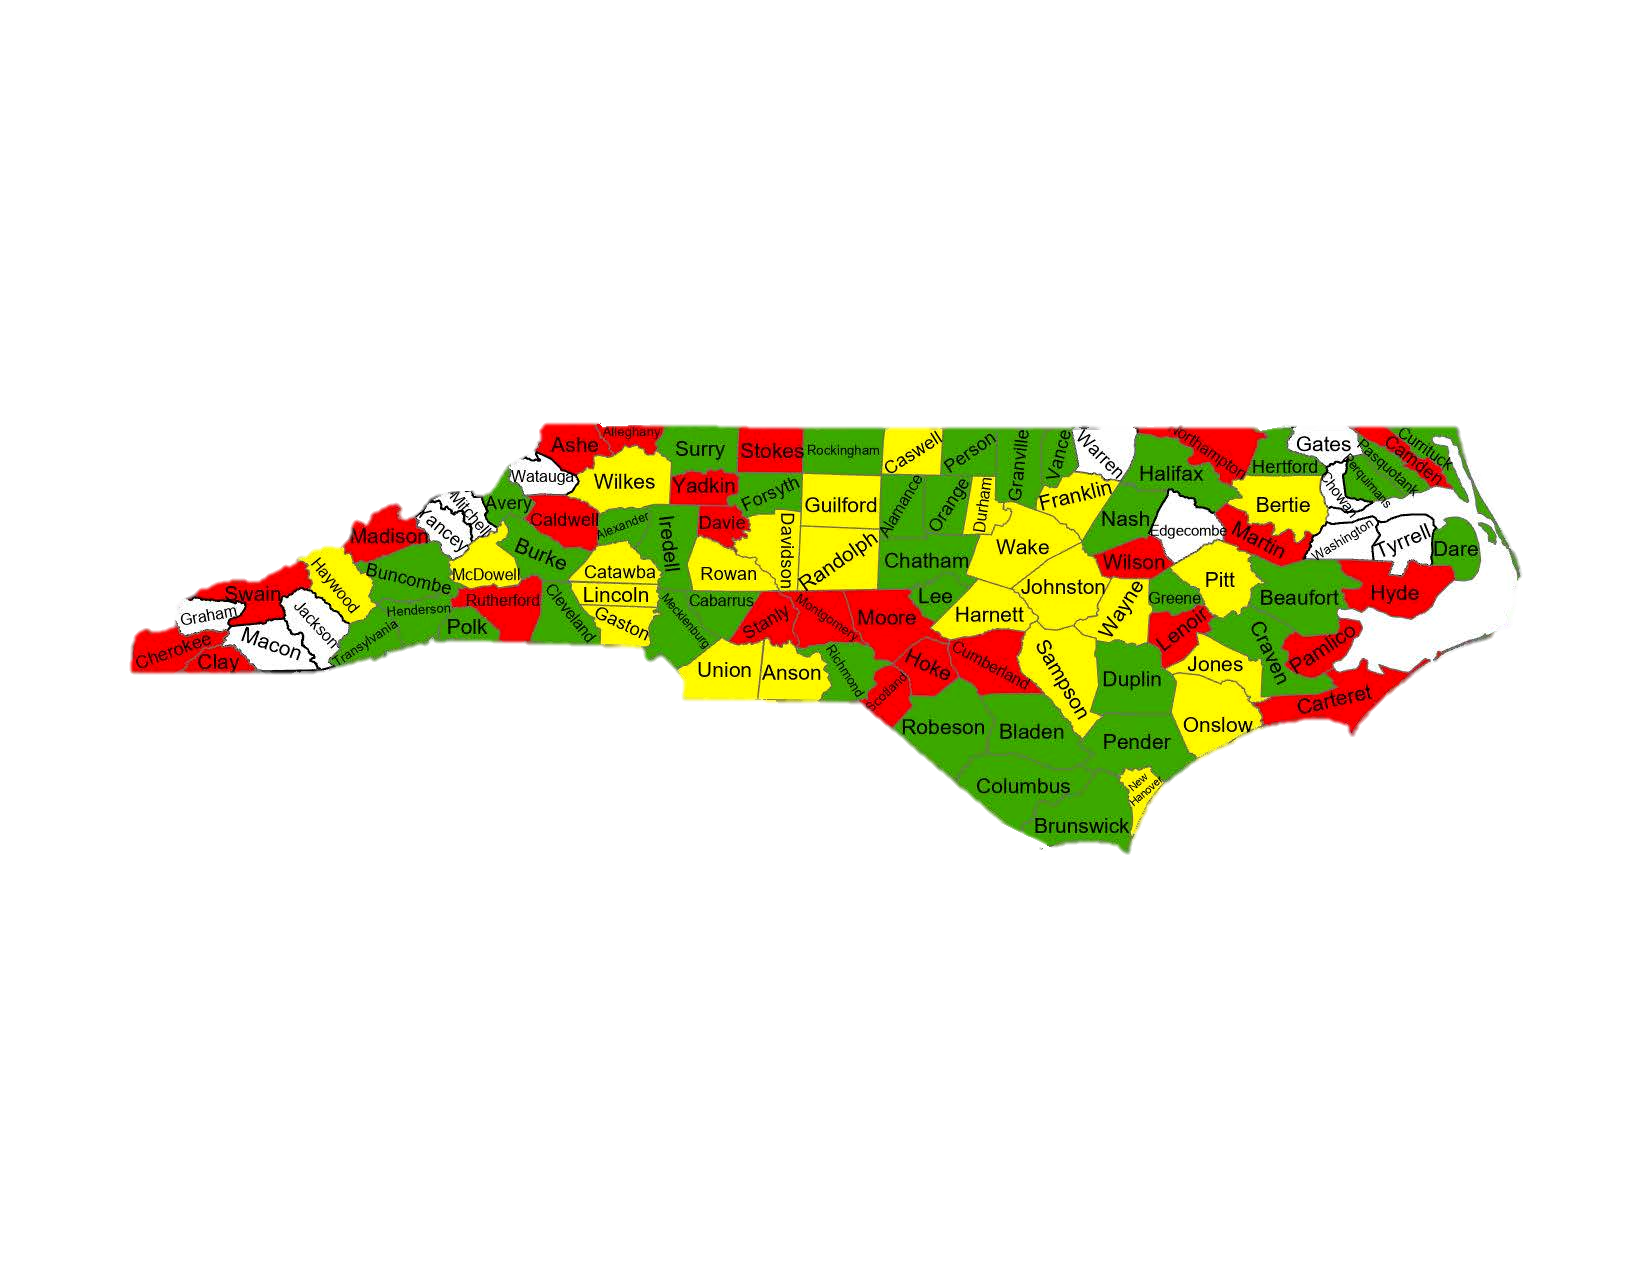 Ashe
Alleghany
Surry
Stokes
Rockingham
Caswell
Person
Granville
Vance
Warren
Northampton
Gates
Currituck
Camden
Pasquotank
Perquimans
Chowan
Hertford
Halifax
Watauga
Wilkes
Yadkin
Forsyth
Guilford
Alamance
Orange
Durham
Franklin
Nash
Edgecombe
Bertie
Martin
Washington
Tyrrell
Dare
Mitchell
Avery
Yancey
Caldwell
Alexander
Iredell
Davie
Davidson
Randolph
Chatham
Wake
Wilson
Pitt
Beaufort
Hyde
Madison
Haywood
Buncombe
McDowell
Burke
Catawba
Rowan
Lincoln
Gaston
Cleveland
Rutherford
Henderson
Polk
Transylvania
Swain
Graham
Jackson
Macon
Cherokee
Clay
Mecklenburg
Cabarrus
Stanly
Montgomery
Moore
Lee
Harnett
Johnston
Wayne
Greene
Lenoir
Craven
Pamlico
Jones
Carteret
Union
Anson
Richmond
Scotland
Hoke
Cumberland
Sampson
Duplin
Onslow
Robeson
Bladen
Pender
Columbus
New
Hanover
Brunswick